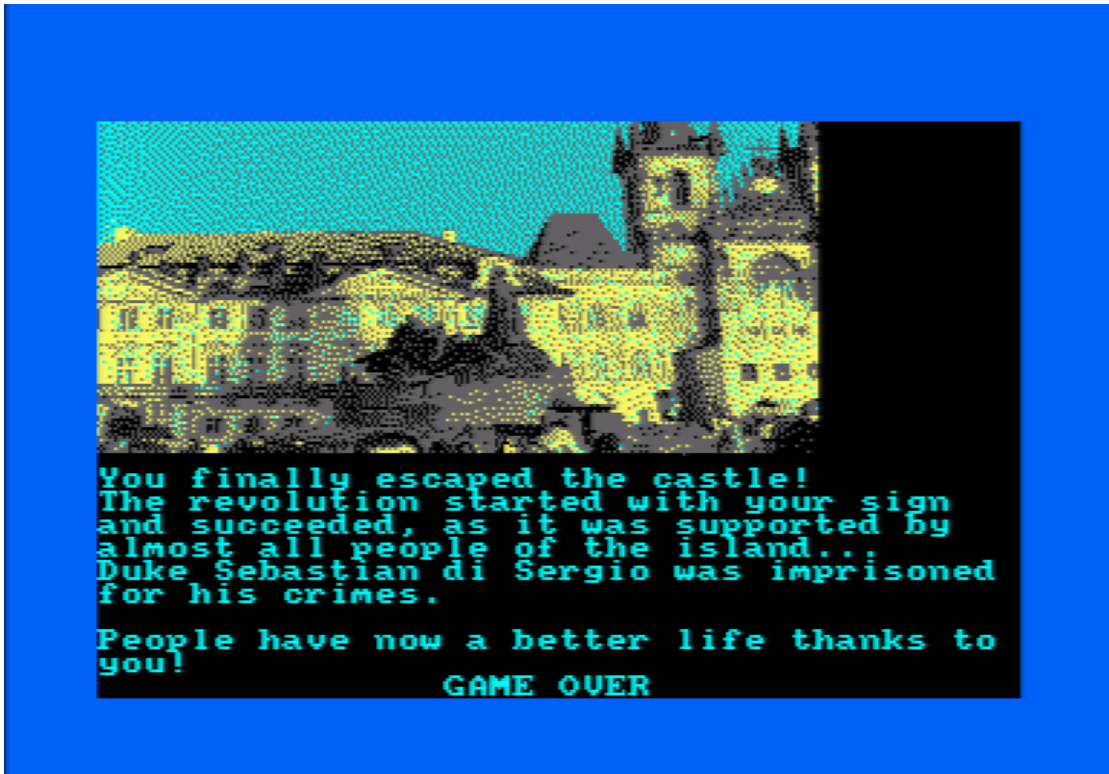 You finally escaped the castle!
The revolution started with your sign
and succeeded, as it was supported by
almost all people of the island...
Duke Sebastian di Sergio was imprisoned
for his crimes.
People have now a better life thanks to
you!
GAME OVER